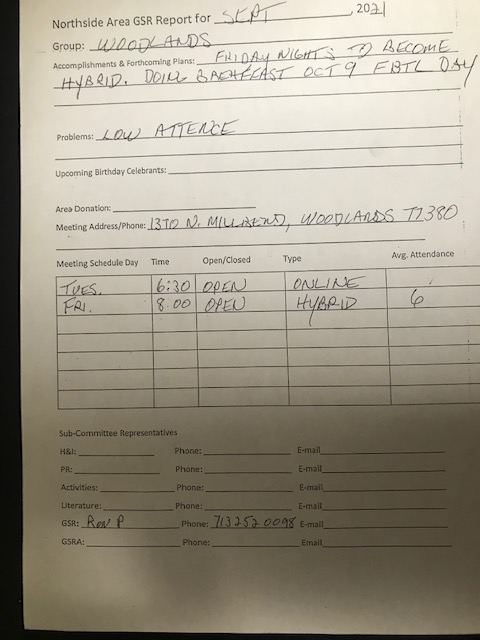 Northside Area GSR Report for SEPT, 2021
Group: WOODLANDS
Accomplishments & Forthcoming Plans: FRIDAY NIGHTS TO BECOME
HYBRID. DOING BREKFAST OCT 9 FBTL DAY
Problems: LOW ATTENCE
Upcoming Birthday Celebrants:
Area Donation:
Meeting Address/Phone: 1370 N. MILLBEND, WOODLANDS 77380
Meeting Schedule Day Time Open/Closed Type Avg. Attendance
TUES. 6:30 OPEN ONLINE
FRI. 8:00 OPEN HYBRID 6
Sub-Committee Representatives
H&I: Phone: E-mail
PR: Phone: E-mail
Activities: Phone: E-mail
Literature: Phone: E-mail
GSR: RON P Phone: 7132520098 E-mail
GSRA: Phone: Email